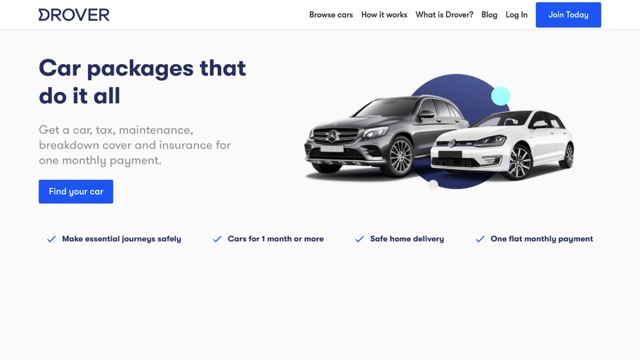 DROVER
Browse cars
How it works
What is Drover?
Blog
Log In
Join Today
Car packages that
do it all
Get a car, tax, maintenance,
breakdown cover and insurance for
one monthly payment.
Find your car
Make essential journeys safely
Cars for 1 month or more
Safe home delivery
One flat monthly payment